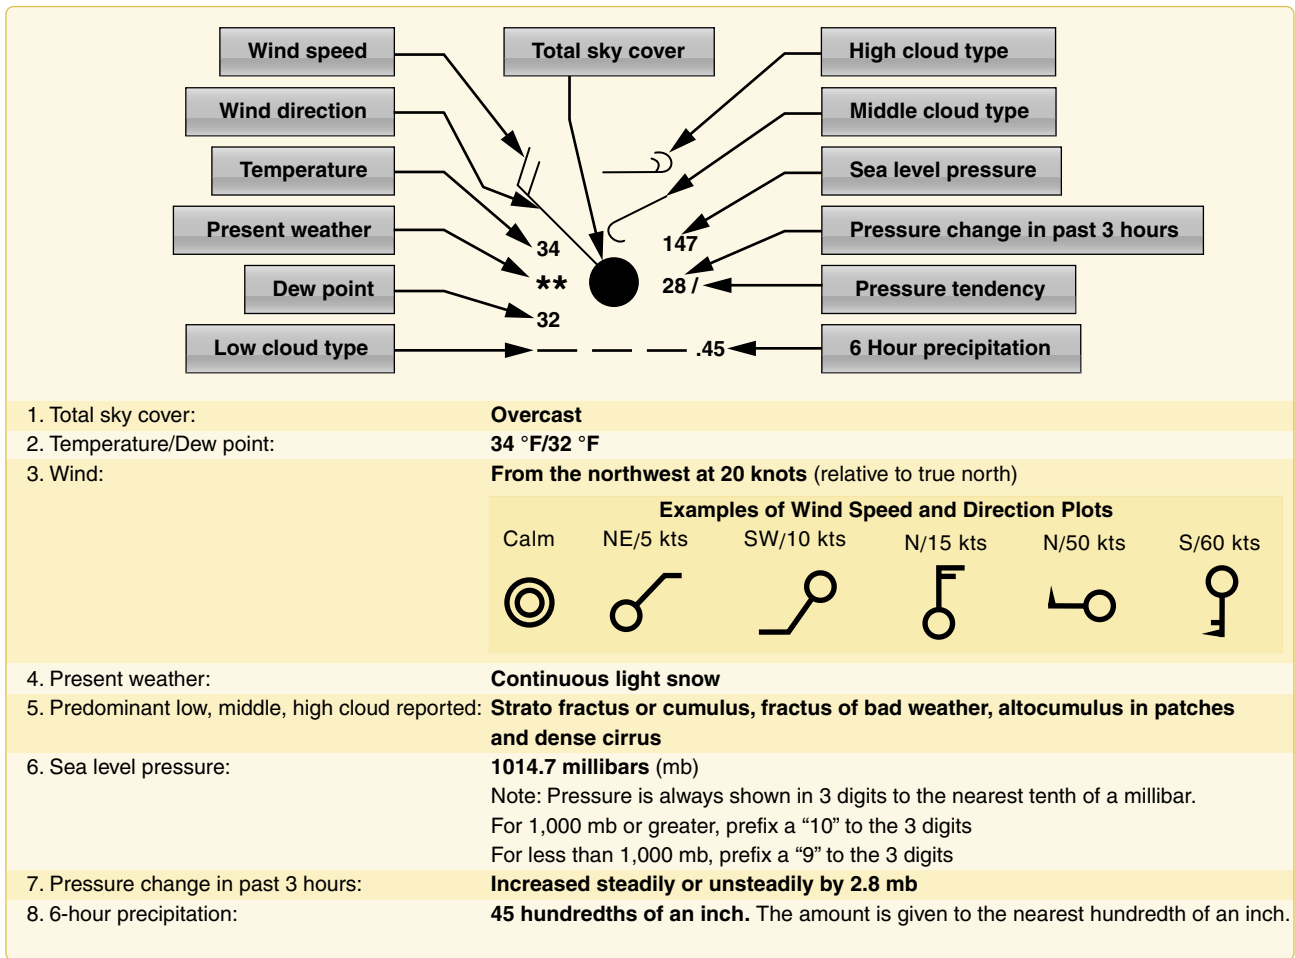 Wind speed
Total sky cover
High cloud type
Wind direction
Middle cloud type
Temperature
Sea level pressure
Present weather
34
147
Pressure change in past 3 hours
Dew point
**
28 /
Pressure tendency
32
Low cloud type
.45
6 Hour precipitation
1. Total sky cover: Overcast
2. Temperature/Dew point: 34 °F/32 °F
3. Wind: From the northwest at 20 knots (relative to true north)
Examples of Wind Speed and Direction Plots
Calm NE/5 kts SW/10 kts N/15 kts N/50 kts S/60 kts
4. Present weather: Continuous light snow
5. Predominant low, middle, high cloud reported: Strato fractus or cumulus, fractus of bad weather, altocumulus in patches
and dense cirrus
6. Sea level pressure: 1014.7 millibars (mb)
Note: Pressure is always shown in 3 digits to the nearest tenth of a millibar.
For 1,000 mb or greater, prefix a “10” to the 3 digits
For less than 1,000 mb, prefix a “9” to the 3 digits
7. Pressure change in past 3 hours: Increased steadily or unsteadily by 2.8 mb
8. 6-hour precipitation: 45 hundredths of an inch. The amount is given to the nearest hundredth of an inch.